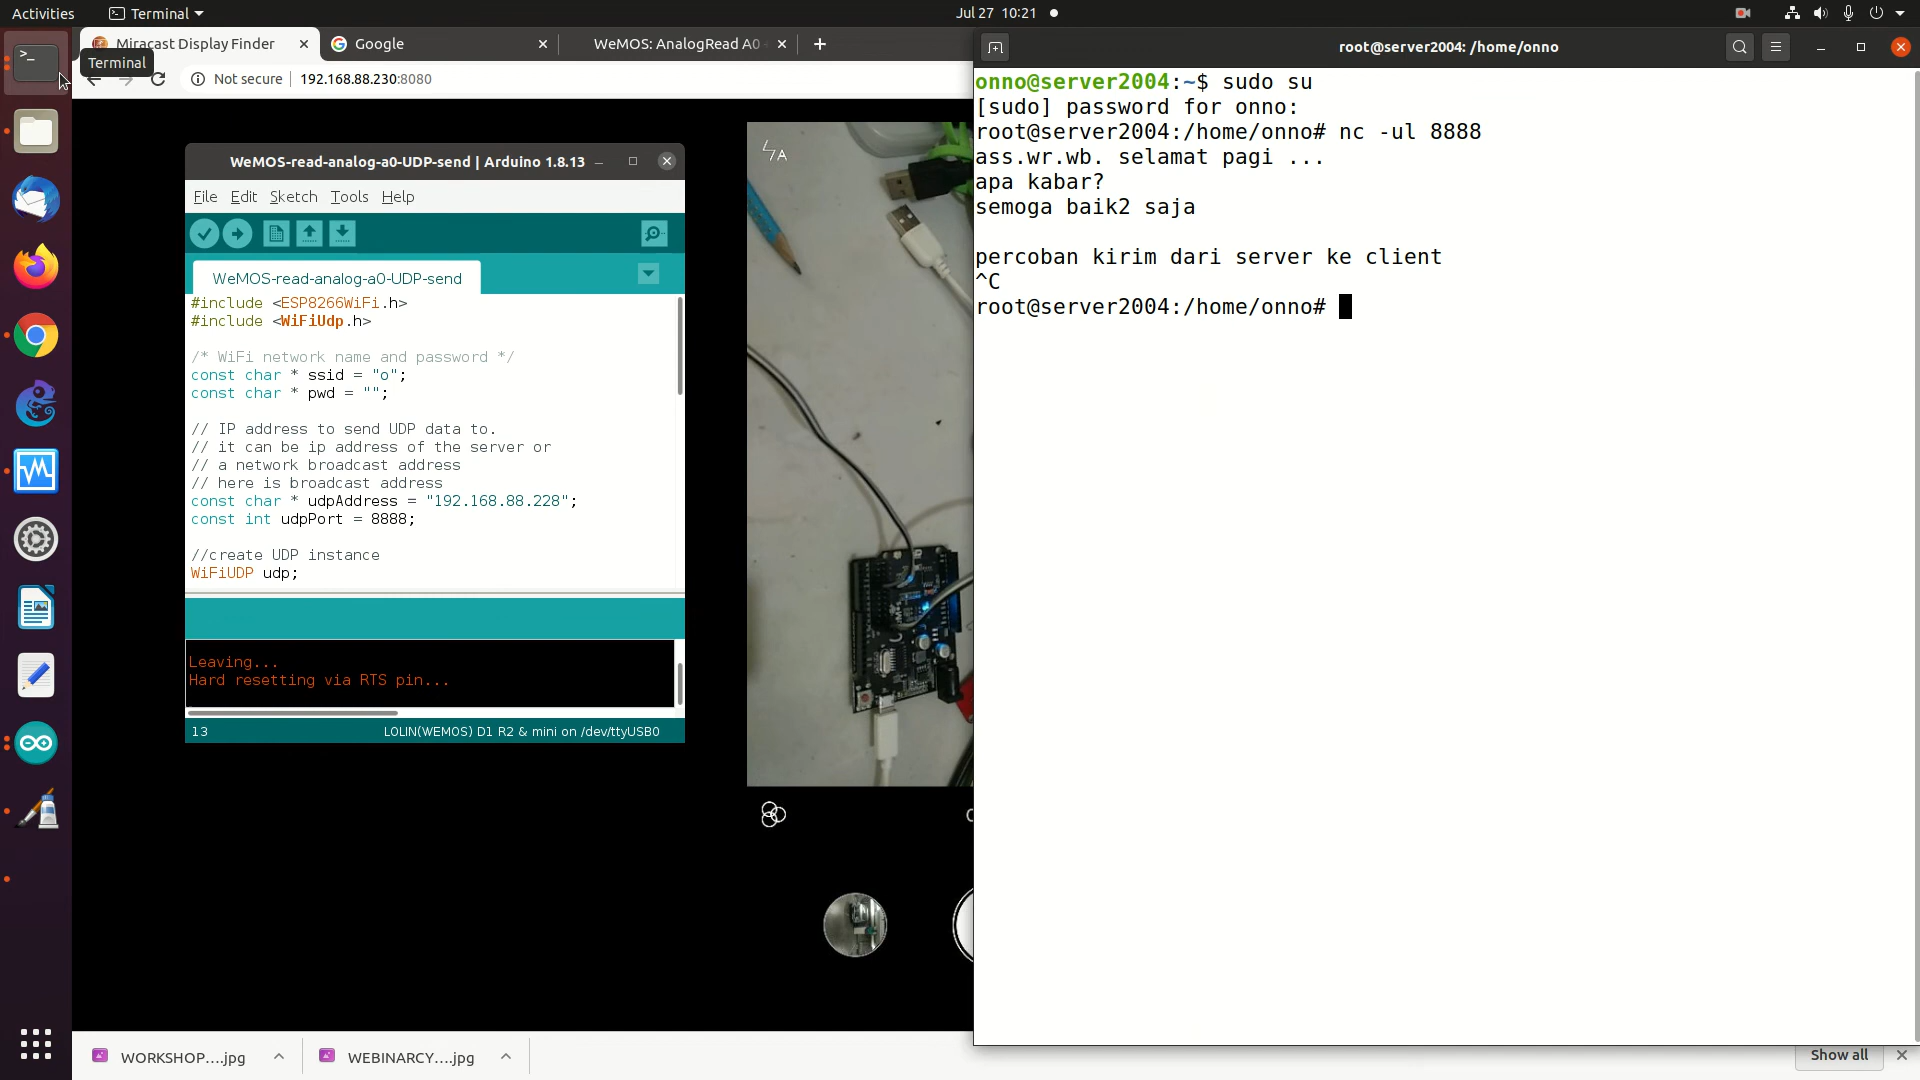 Activities
Terminal
Jul 27 10:21
Miracast Display Finder
Google
WeMOS: AnalogRead A0
Terminal
Not secure
192.168.88.230:8080
WeMOS-read-analog-a0-UDP-send | Arduino 1.8.13
File Edit Sketch Tools Help
WeMOS-read-analog-a0-UDP-send
#include <ESP8266WiFi.h>
#include <WiFiUdp.h>
/* WiFi network name and password */
const char * ssid = "o";
const char * pwd = "";
// IP address to send UDP data to.
// it can be ip address of the server or
// a network broadcast address
// here is broadcast address
const char * udpAddress = "192.168.88.228";
const int udpPort = 8888;
//create UDP instance
WiFiUDP udp;
Leaving...
Hard resetting via RTS pin...
13
LOLIN(WEMOS) D1 R2 & mini on /dev/ttyUSB0
root@server2004: /home/onno
onno@server2004:~$ sudo su
[sudo] password for onno:
root@server2004:/home/onno# nc -ul 8888
ass.wr.wb. selamat pagi ...
apa kabar?
semoga baik2 saja
percoban kirim dari server ke client
^C
root@server2004:/home/onno#
WORKSHOP....jpg
WEBINARCY....jpg
Show all